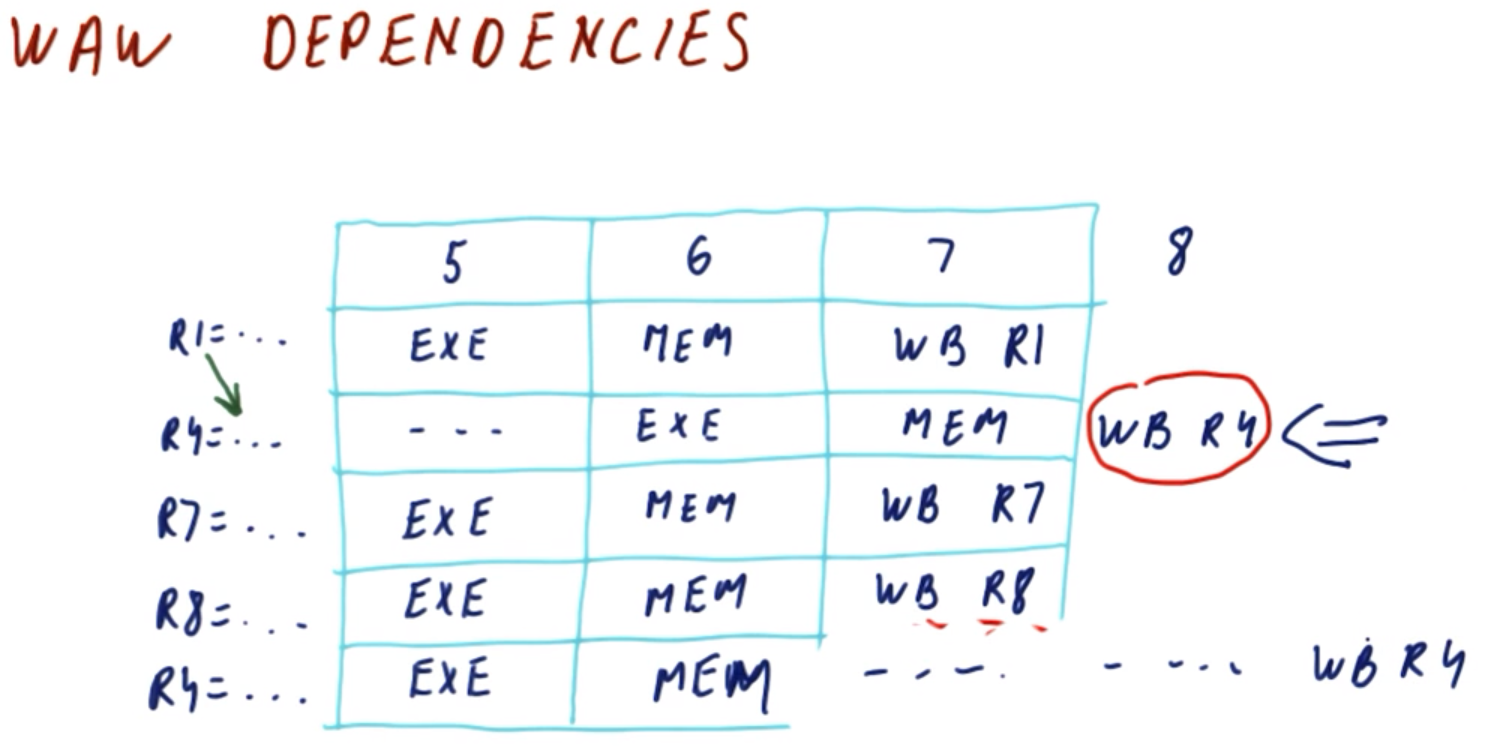 WAW DEPENDENCIES
5 6 7 8
R1=... EXE MEM WB R1
R4=... --- EXE MEM WB R4
R7=... EXE MEM WB R7
R8=... EXE MEM WB R8
R4=... EXE MEM ---. -... WB R4